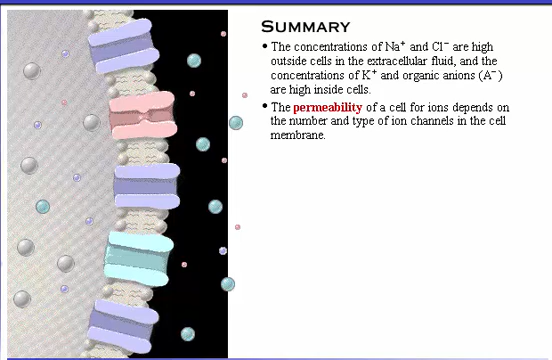 SUMMARY
• The concentrations of Na⁺ and Cl⁻ are high
outside cells in the extracellular fluid, and the
concentrations of K⁺ and organic anions (A⁻)
are high inside cells.
• The permeability of a cell for ions depends on
the number and type of ion channels in the cell
membrane.